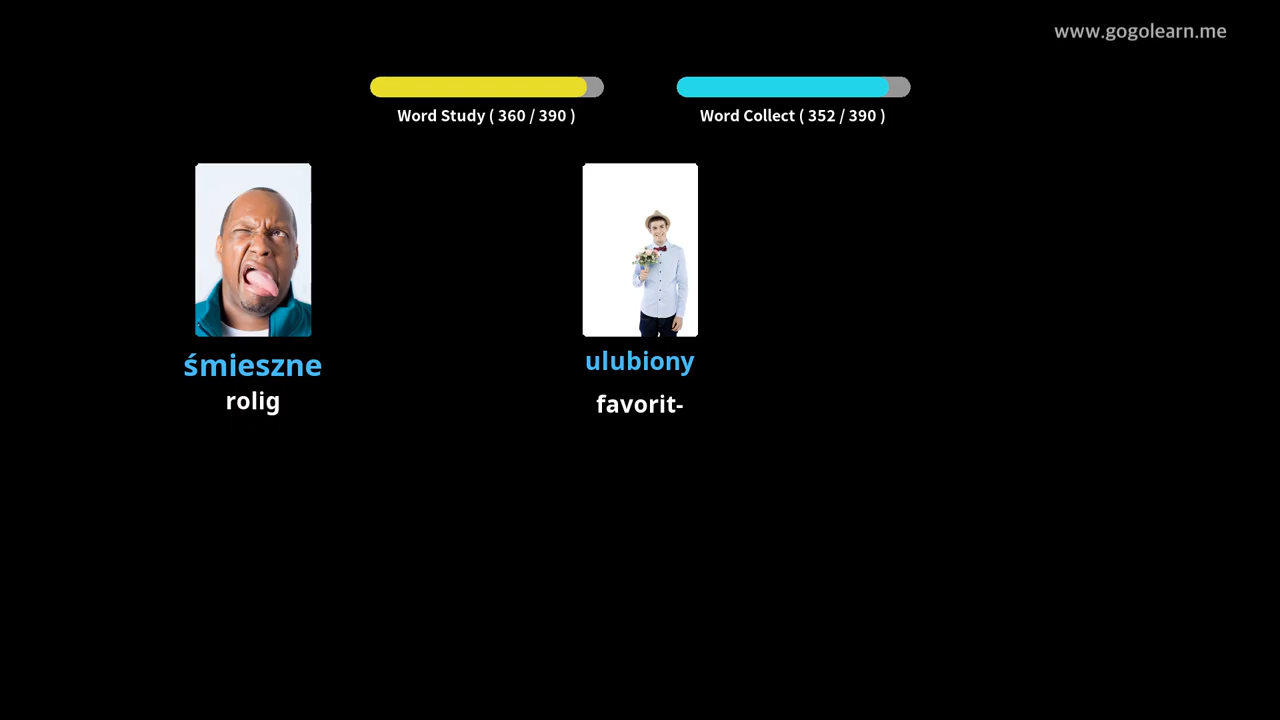 www.gogolearn.me
Word Study ( 360 / 390 )
Word Collect ( 352 / 390 )
śmieszne
rolig
ulubiony
favorit-